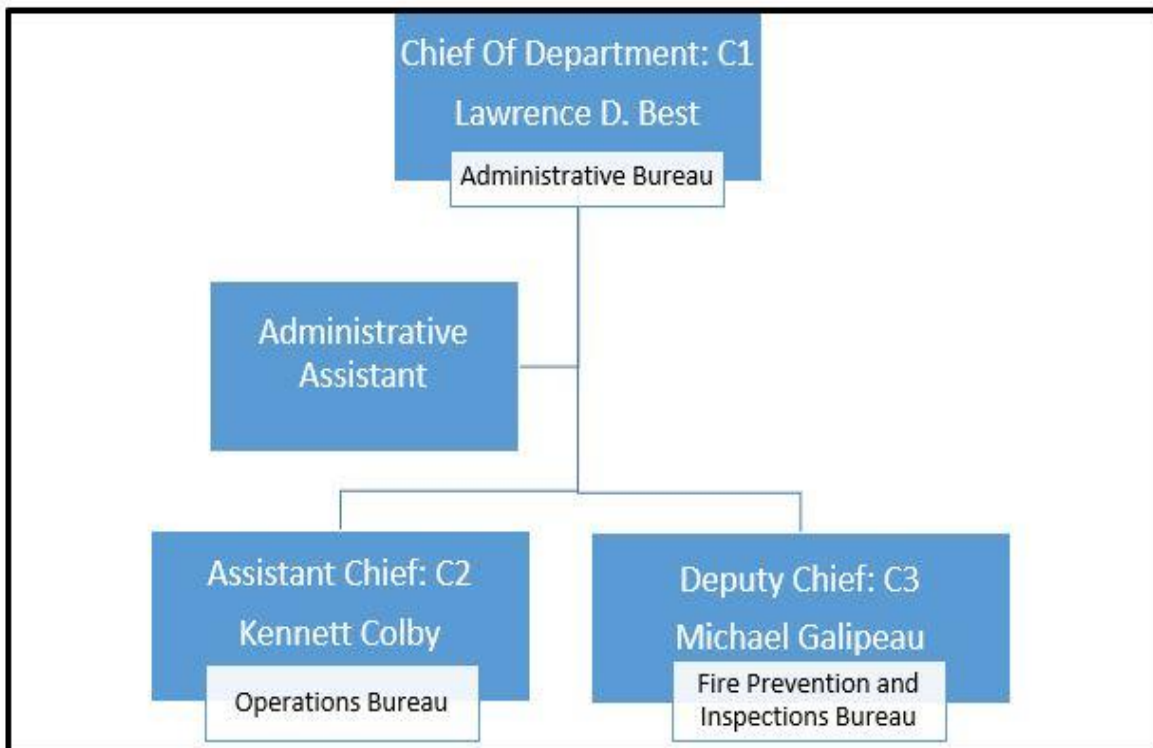 Chief Of Department: C1
Lawrence D. Best
Administrative Bureau
Administrative
Assistant
Assistant Chief: C2
Kennett Colby
Operations Bureau
Deputy Chief: C3
Michael Galipeau
Fire Prevention and
Inspections Bureau